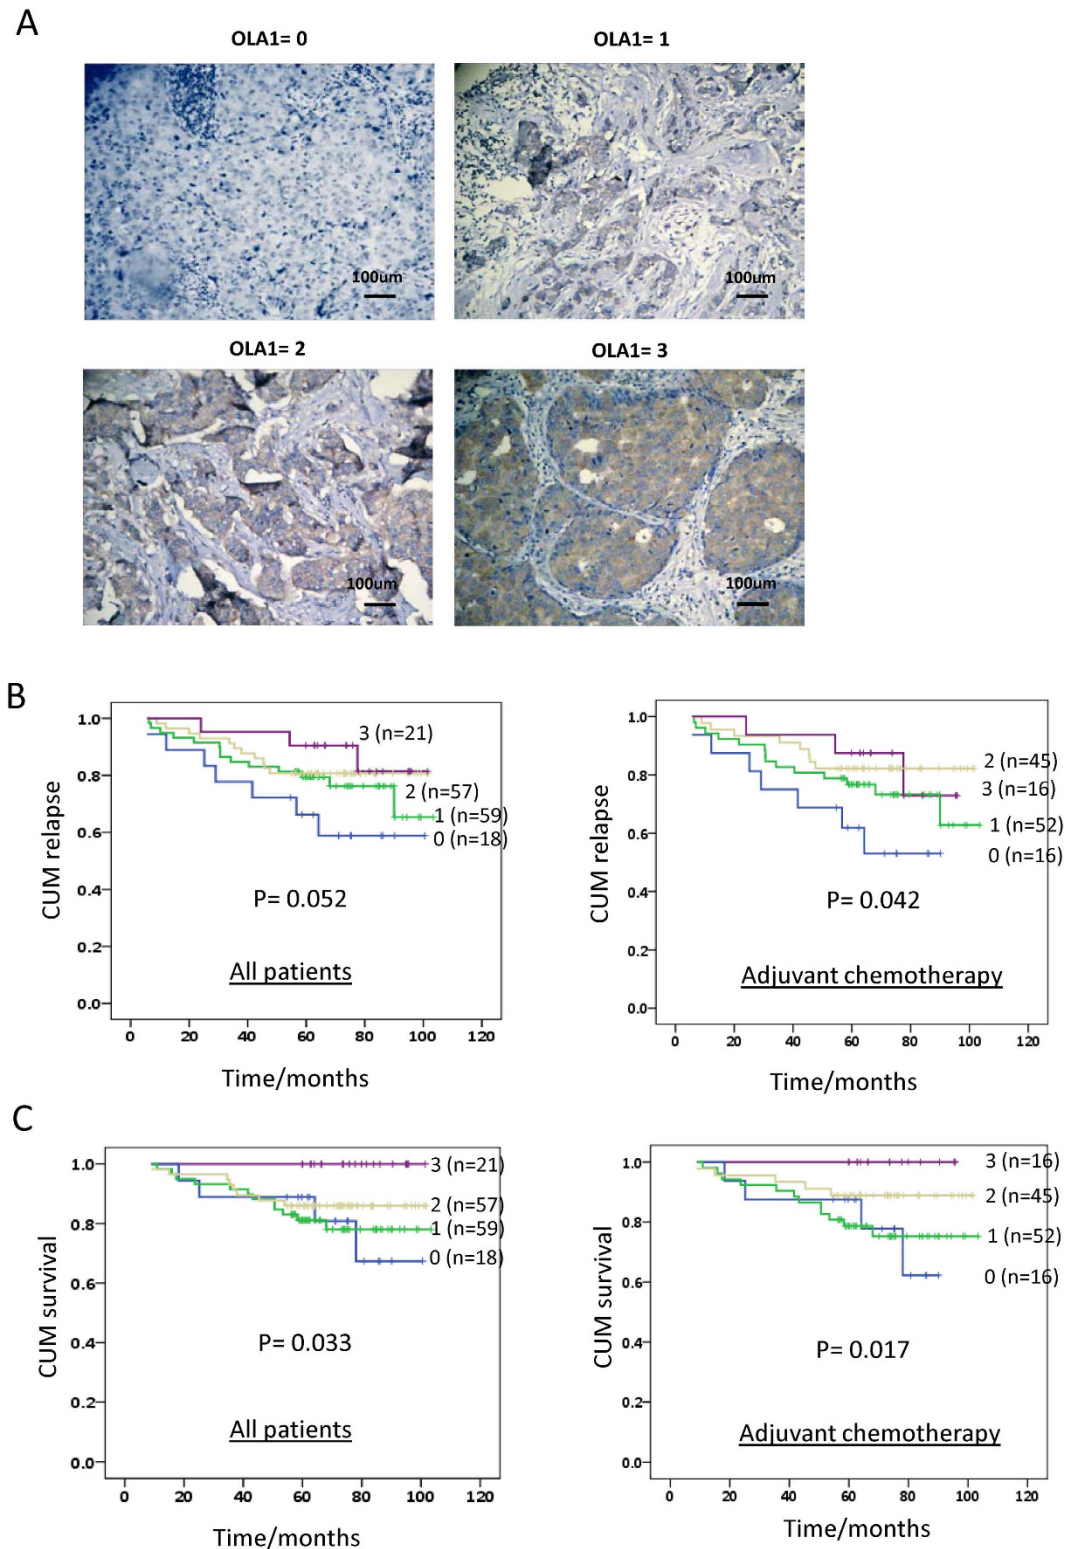 A
OLA1= 0
OLA1= 1
100um
100um
OLA1= 2
OLA1= 3
100um
100um
B
CUM relapse
1.0
0.8
0.6
0.4
0.2
0.0
3 (n=21)
2 (n=57)
1 (n=59)
0 (n=18)
P= 0.052
All patients
0 20 40 60 80 100 120
Time/months
CUM relapse
1.0
0.8
0.6
0.4
0.2
0.0
2 (n=45)
3 (n=16)
1 (n=52)
0 (n=16)
P= 0.042
Adjuvant chemotherapy
0 20 40 60 80 100 120
Time/months
C
CUM survival
1.0
0.8
0.6
0.4
0.2
0.0
3 (n=21)
2 (n=57)
1 (n=59)
0 (n=18)
P= 0.033
All patients
0 20 40 60 80 100 120
Time/months
CUM survival
1.0
0.8
0.6
0.4
0.2
0.0
3 (n=16)
2 (n=45)
1 (n=52)
0 (n=16)
P= 0.017
Adjuvant chemotherapy
0 20 40 60 80 100 120
Time/months